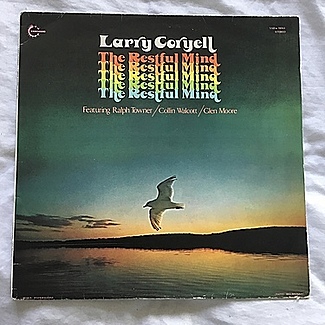 Larry Coryell
The Restful Mind
The Restful Mind
The Restful Mind
The Restful Mind
The Restful Mind
Featuring Ralph Towner/Collin Walcott/Glen Moore